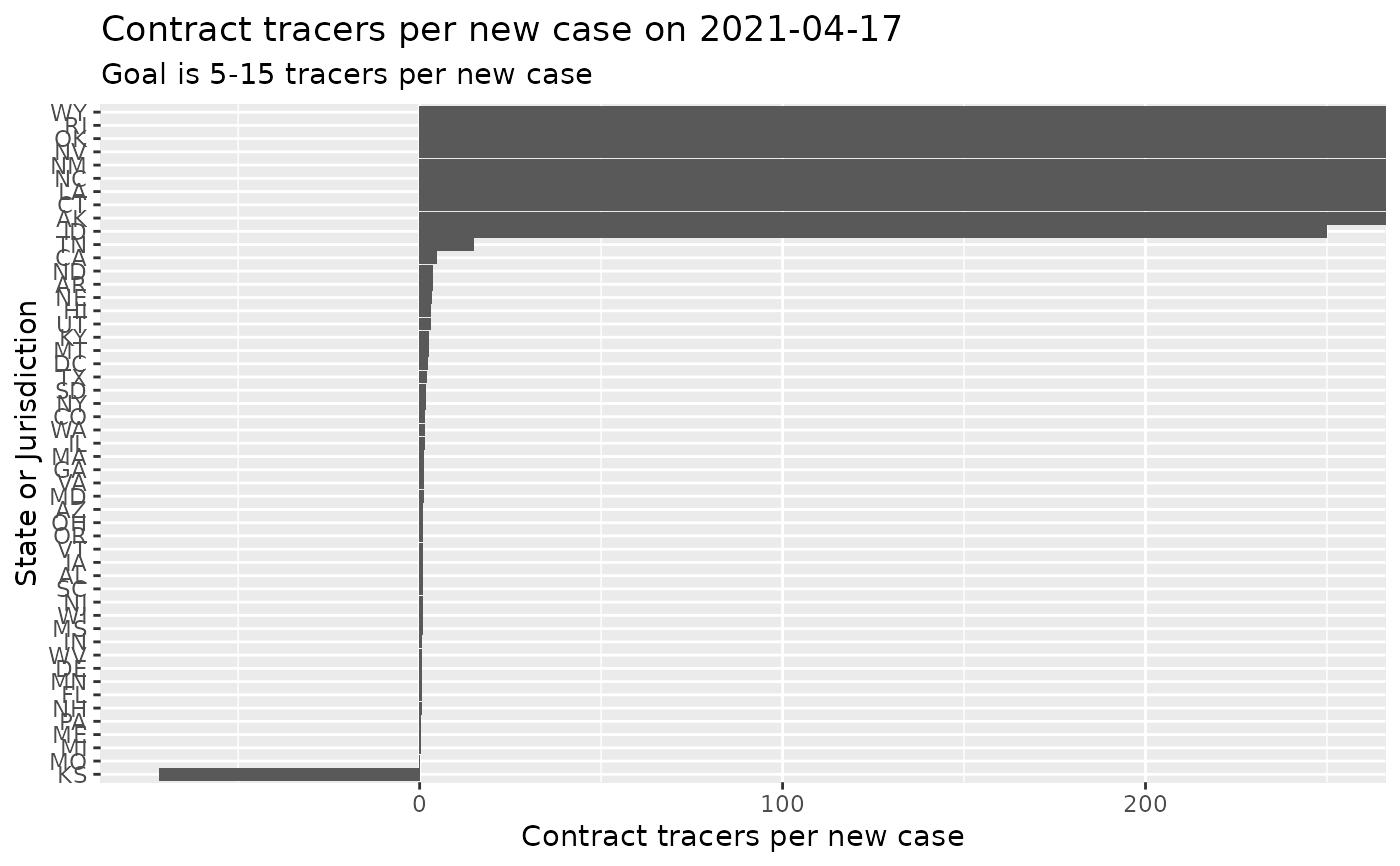 Contract tracers per new case on 2021-04-17
Goal is 5-15 tracers per new case
State or Jurisdiction
WY
RI
OK
NV
NM
NC
LA
CT
AK
ID
TN
CA
ND
AR
NE
HI
UT
KY
MT
DC
TX
SD
NY
CO
WA
IL
MA
GA
VA
MD
AZ
OH
OR
VT
IA
AL
SC
NJ
WI
MS
IN
WV
DE
MN
FL
NH
PA
ME
MI
MO
KS
0 100 200
Contract tracers per new case